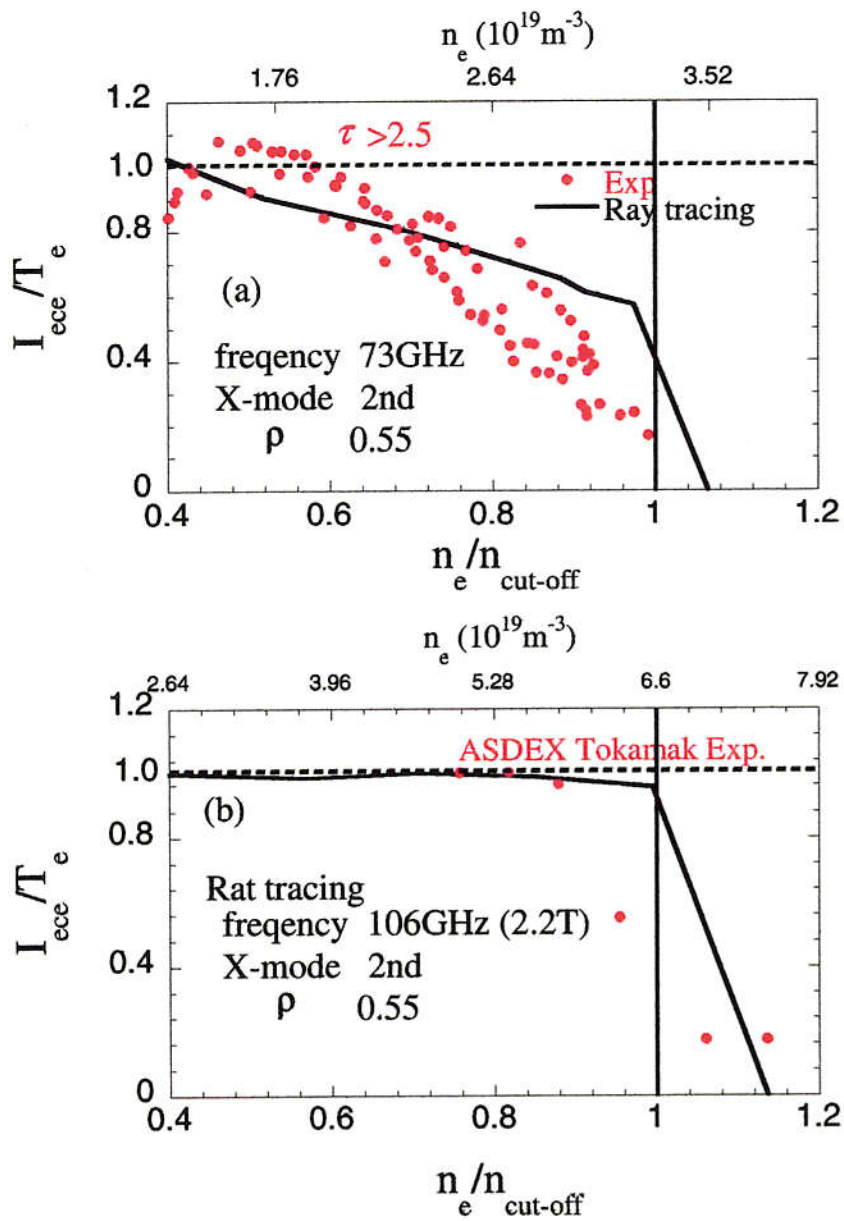 n_e (10^19 m^-3)
1.76 2.64 3.52
1.2
τ >2.5
1.0
Exp
Ray tracing
0.8
I_ece/T_e
(a)
freqency 73GHz
0.4
X-mode 2nd
ρ 0.55
0
0.4 0.6 0.8 1 1.2
n_e/n_cut-off
n_e (10^19 m^-3)
2.64 3.96 5.28 6.6 7.92
1.2
ASDEX Tokamak Exp.
1.0
(b)
0.8
I_ece/T_e
Rat tracing
freqency 106GHz (2.2T)
0.4
X-mode 2nd
ρ 0.55
0
0.4 0.6 0.8 1 1.2
n_e/n_cut-off